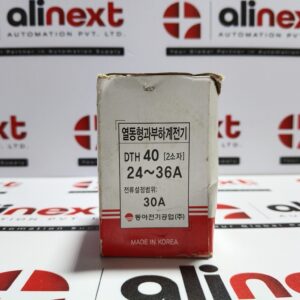 alinext
AUTOMATION PVT. LTD.
열동형과부하계전기
DTH 40 [2소자]
24~36A
전류설정범위:
30A
동아전기공업(주)
MADE IN KOREA